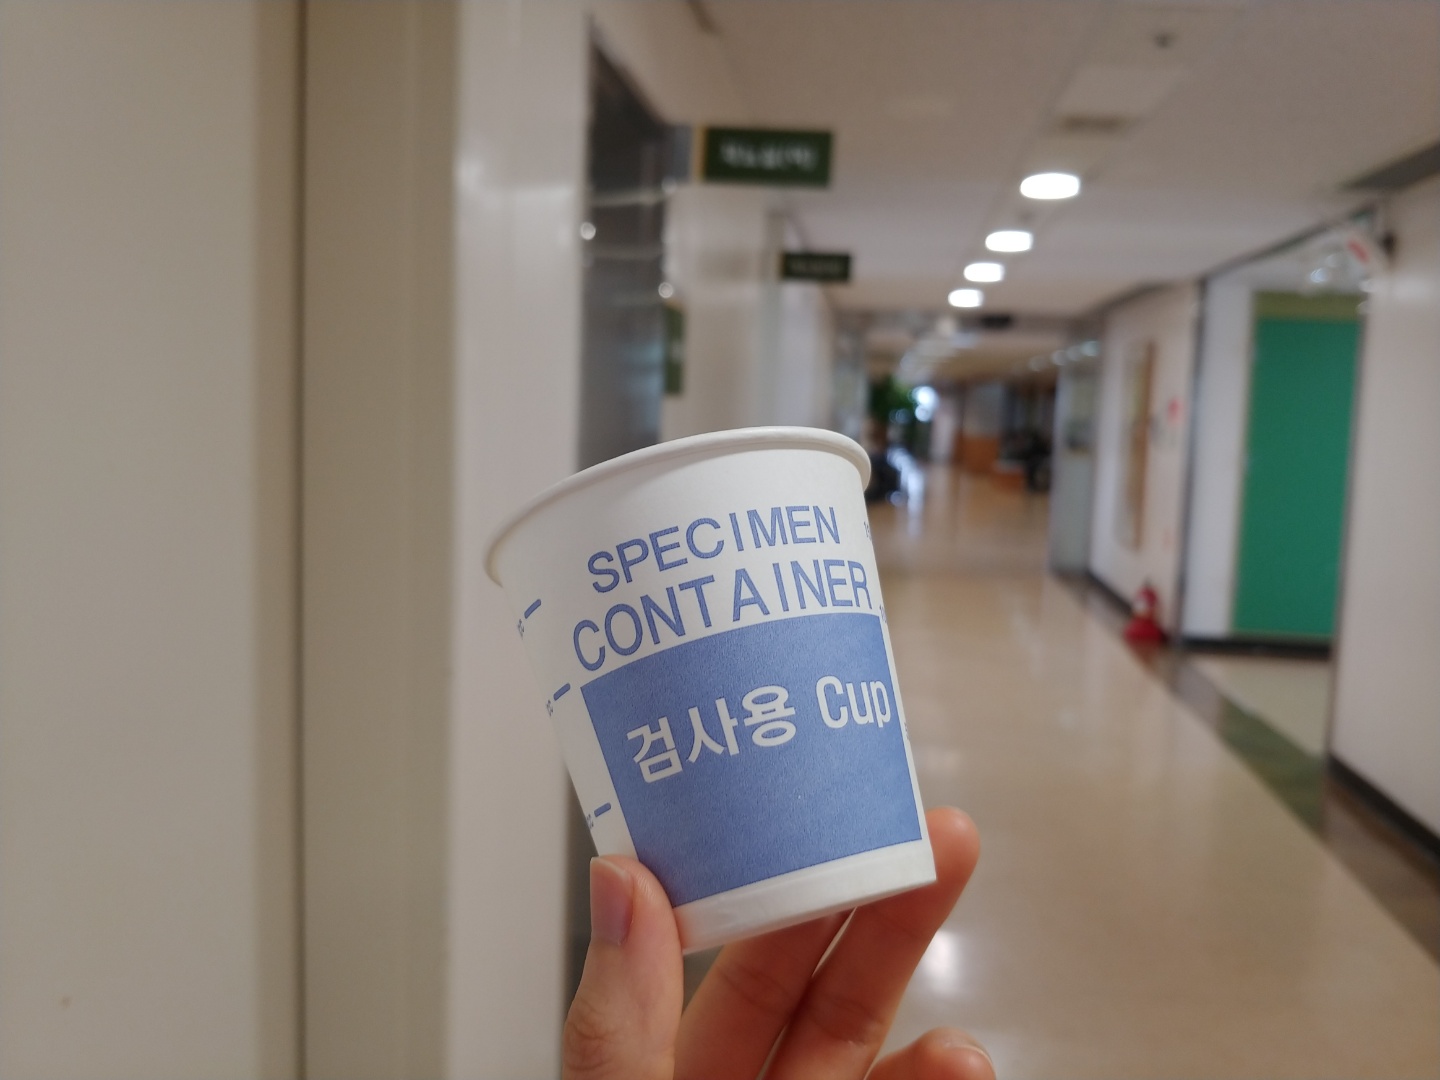 SPECIMEN
CONTAINER
검사용 Cup